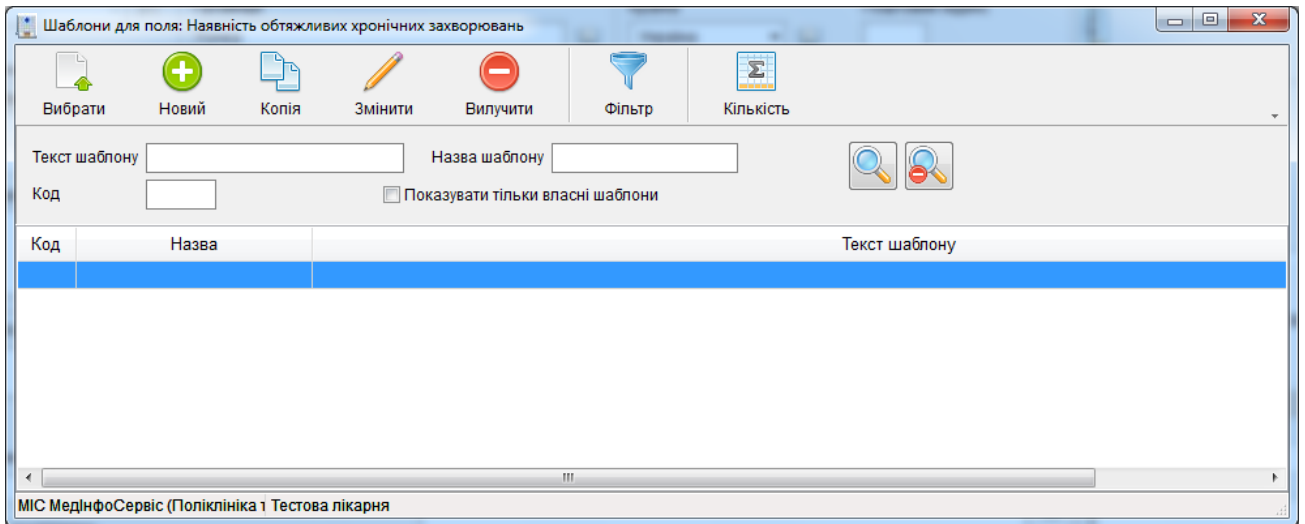 Шаблони для поля: Наявність обтяжливих хронічних захворювань
Вибрати Новий Копія Змінити Вилучити Фільтр Кількість
Текст шаблону Назва шаблону
Код Показувати тільки власні шаблони
Код Назва Текст шаблону
МІС МедІнфоСервіс (Поліклініка Тестова лікарня